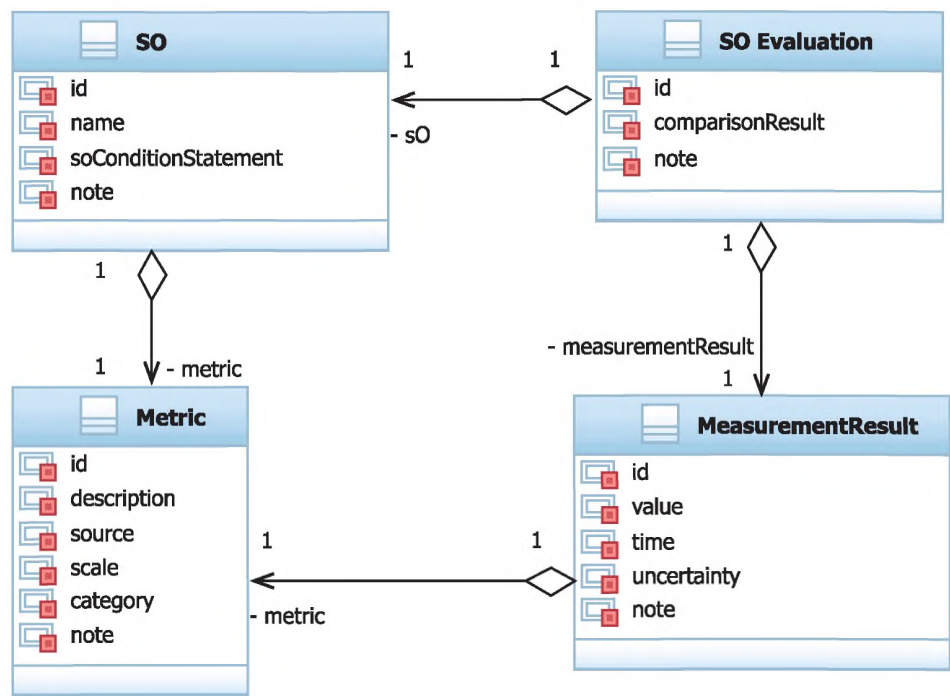 SO
id
name
soConditionStatement
note
1
1
- sO
SO Evaluation
id
comparisonResult
note
1
1
- metric
1
- measurementResult
1
Metric
id
description
source
scale
category
note
1
1
- metric
MeasurementResult
id
value
time
uncertainty
note